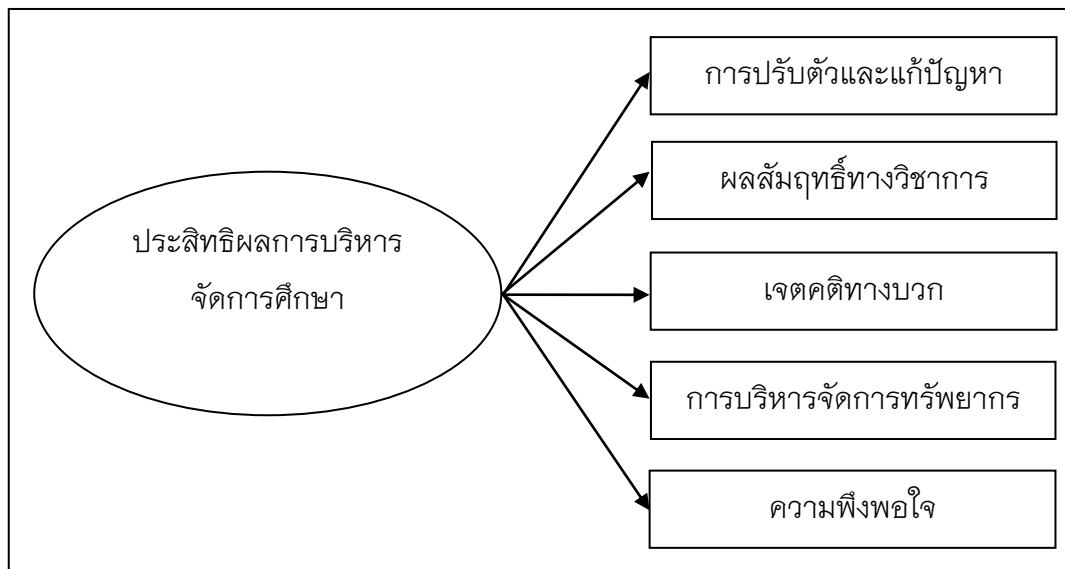 ประสิทธิผลการบริหาร
จัดการศึกษา
การปรับตัวและแก้ปัญหา
ผลสัมฤทธิ์ทางวิชาการ
เจตคติทางบวก
การบริหารจัดการทรัพยากร
ความพึงพอใจ